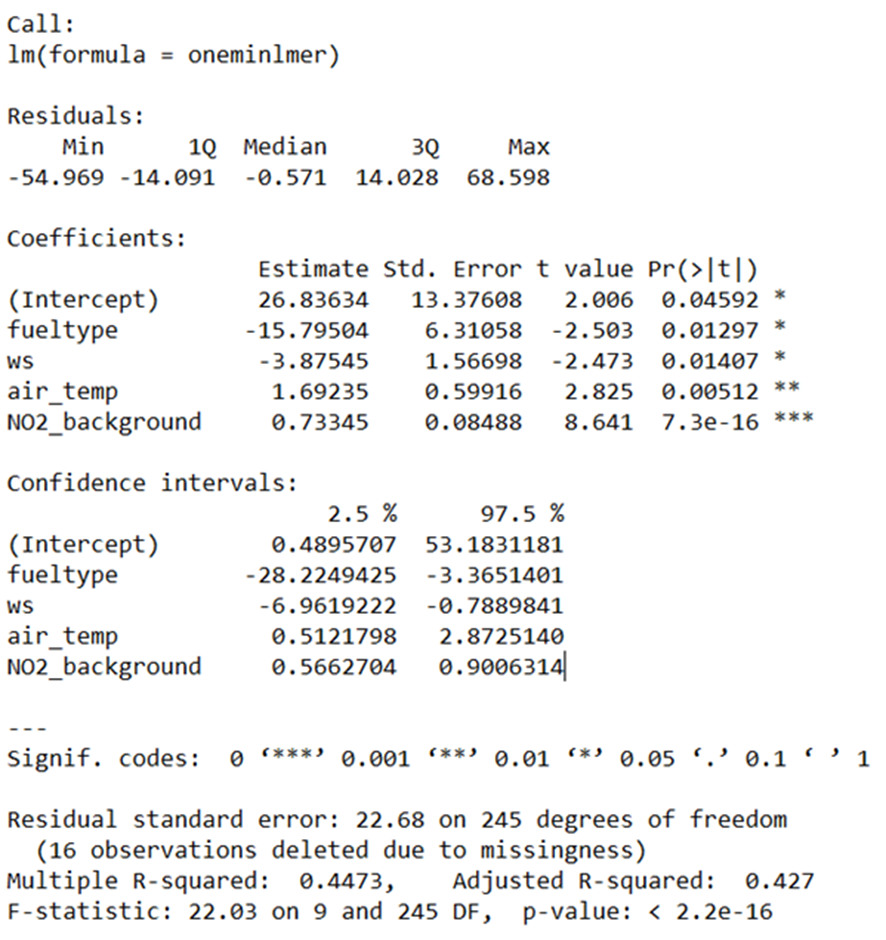 Call:
lm(formula = oneminlmer)
Residuals:
Min 1Q Median 3Q Max
-54.969 -14.091 -0.571 14.028 68.598
Coefficients:
Estimate Std. Error t value Pr(>|t|)
(Intercept) 26.83634 13.37608 2.006 0.04592 *
fueltype -15.79504 6.31058 -2.503 0.01297 *
ws -3.87545 1.56698 -2.473 0.01407 *
air_temp 1.69235 0.59916 2.825 0.00512 **
NO2_background 0.73345 0.08488 8.641 7.3e-16 ***
Confidence intervals:
2.5 % 97.5 %
(Intercept) 0.4895707 53.1831181
fueltype -28.2249425 -3.3651401
ws -6.9619222 -0.7889841
air_temp 0.5121798 2.8725140
NO2_background 0.5662704 0.9006314
---
Signif. codes: 0 ‘***’ 0.001 ‘**’ 0.01 ‘*’ 0.05 ‘.’ 0.1 ‘ ’ 1
Residual standard error: 22.68 on 245 degrees of freedom
(16 observations deleted due to missingness)
Multiple R-squared: 0.4473, Adjusted R-squared: 0.427
F-statistic: 22.03 on 9 and 245 DF, p-value: < 2.2e-16